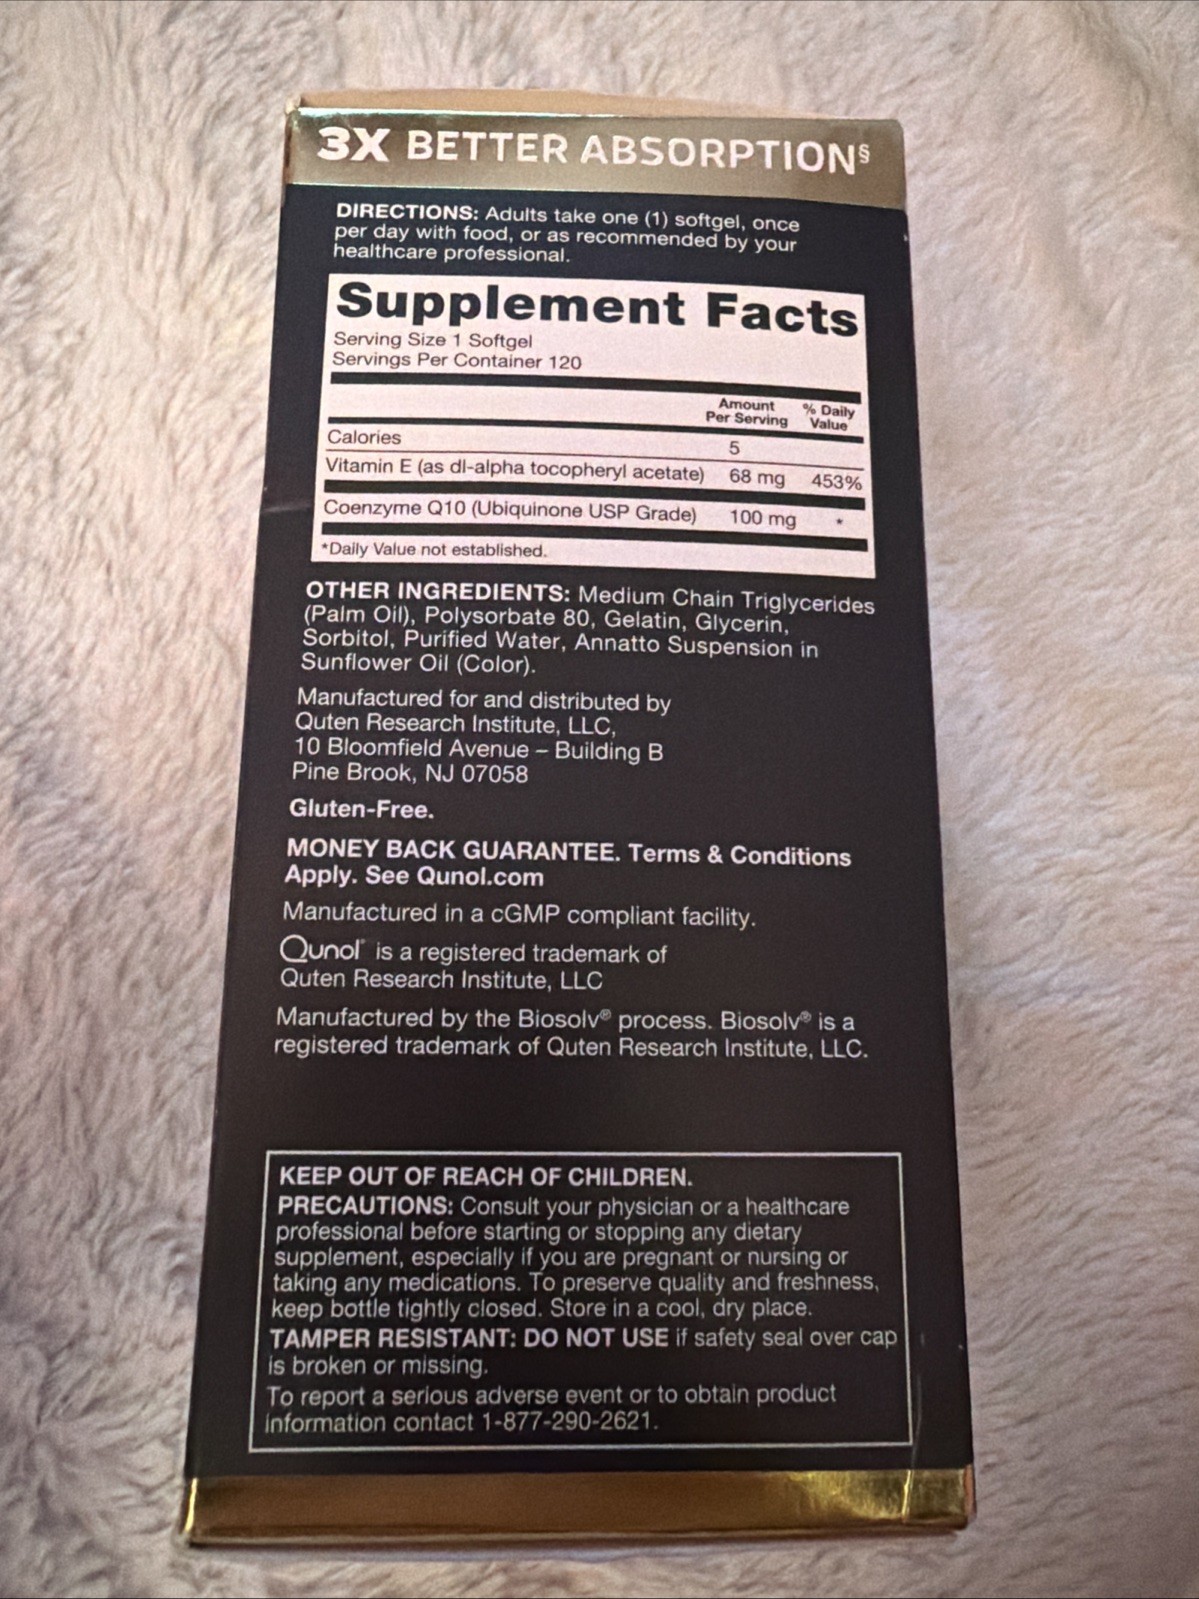 3X BETTER ABSORPTION§
DIRECTIONS: Adults take one (1) softgel, once
per day with food, or as recommended by your
healthcare professional.
Supplement Facts
Serving Size 1 Softgel
Servings Per Container 120
Amount
Per Serving
% Daily
Value
Calories 5
Vitamin E (as dl-alpha tocopheryl acetate) 68 mg 453%
Coenzyme Q10 (Ubiquinone USP Grade) 100 mg *
*Daily Value not established.
OTHER INGREDIENTS: Medium Chain Triglycerides
(Palm Oil), Polysorbate 80, Gelatin, Glycerin,
Sorbitol, Purified Water, Annatto Suspension in
Sunflower Oil (Color).
Manufactured for and distributed by
Quten Research Institute, LLC,
10 Bloomfield Avenue – Building B
Pine Brook, NJ 07058
Gluten-Free.
MONEY BACK GUARANTEE. Terms & Conditions
Apply. See Qunol.com
Manufactured in a cGMP compliant facility.
Qunol® is a registered trademark of
Quten Research Institute, LLC
Manufactured by the Biosolv® process. Biosolv® is a
registered trademark of Quten Research Institute, LLC.
KEEP OUT OF REACH OF CHILDREN.
PRECAUTIONS: Consult your physician or a healthcare
professional before starting or stopping any dietary
supplement, especially if you are pregnant or nursing or
taking any medications. To preserve quality and freshness,
keep bottle tightly closed. Store in a cool, dry place.
TAMPER RESISTANT: DO NOT USE if safety seal over cap
is broken or missing.
To report a serious adverse event or to obtain product
information contact 1-877-290-2621.